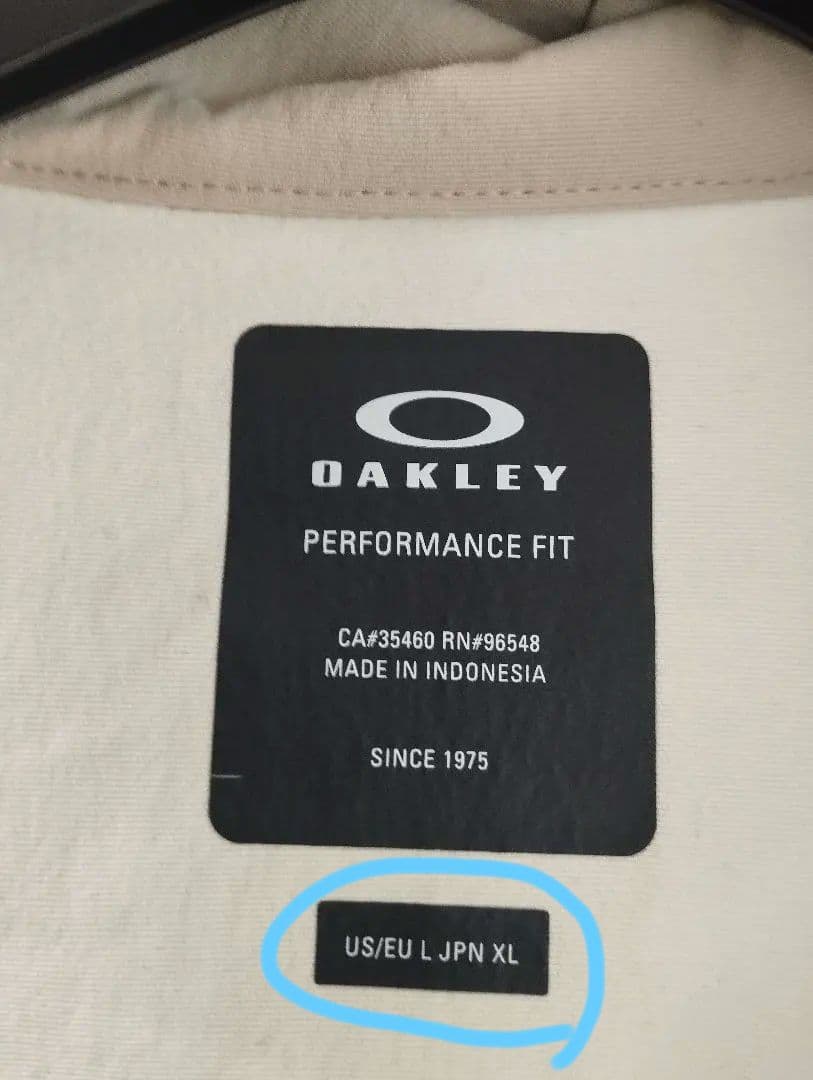 OAKLEY
PERFORMANCE FIT
CA#35460 RN#96548
MADE IN INDONESIA
SINCE 1975
US/EU L JPN XL